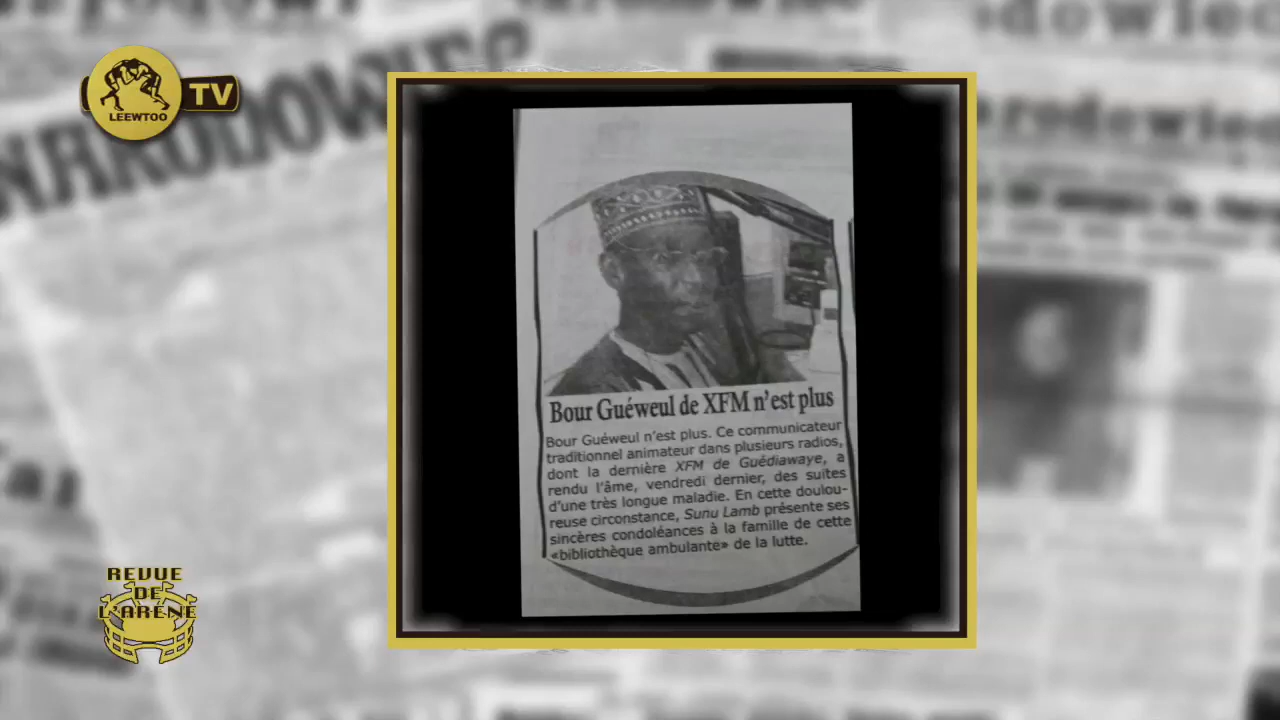 NARODOWIEC
LEEWTOO
TV
Bour Guéweul de XFM n'est plus
Bour Guéweul n'est plus. Ce communicateur
traditionnel animateur dans plusieurs radios,
dont la dernière XFM de Guédiawaye, a
rendu l'âme, vendredi dernier, des suites
d'une très longue maladie. En cette doulou-
reuse circonstance, Sunu Lamb présente ses
sincères condoléances à la famille de cette
«bibliothèque ambulante» de la lutte.
REVUE
DE
L'ARENE